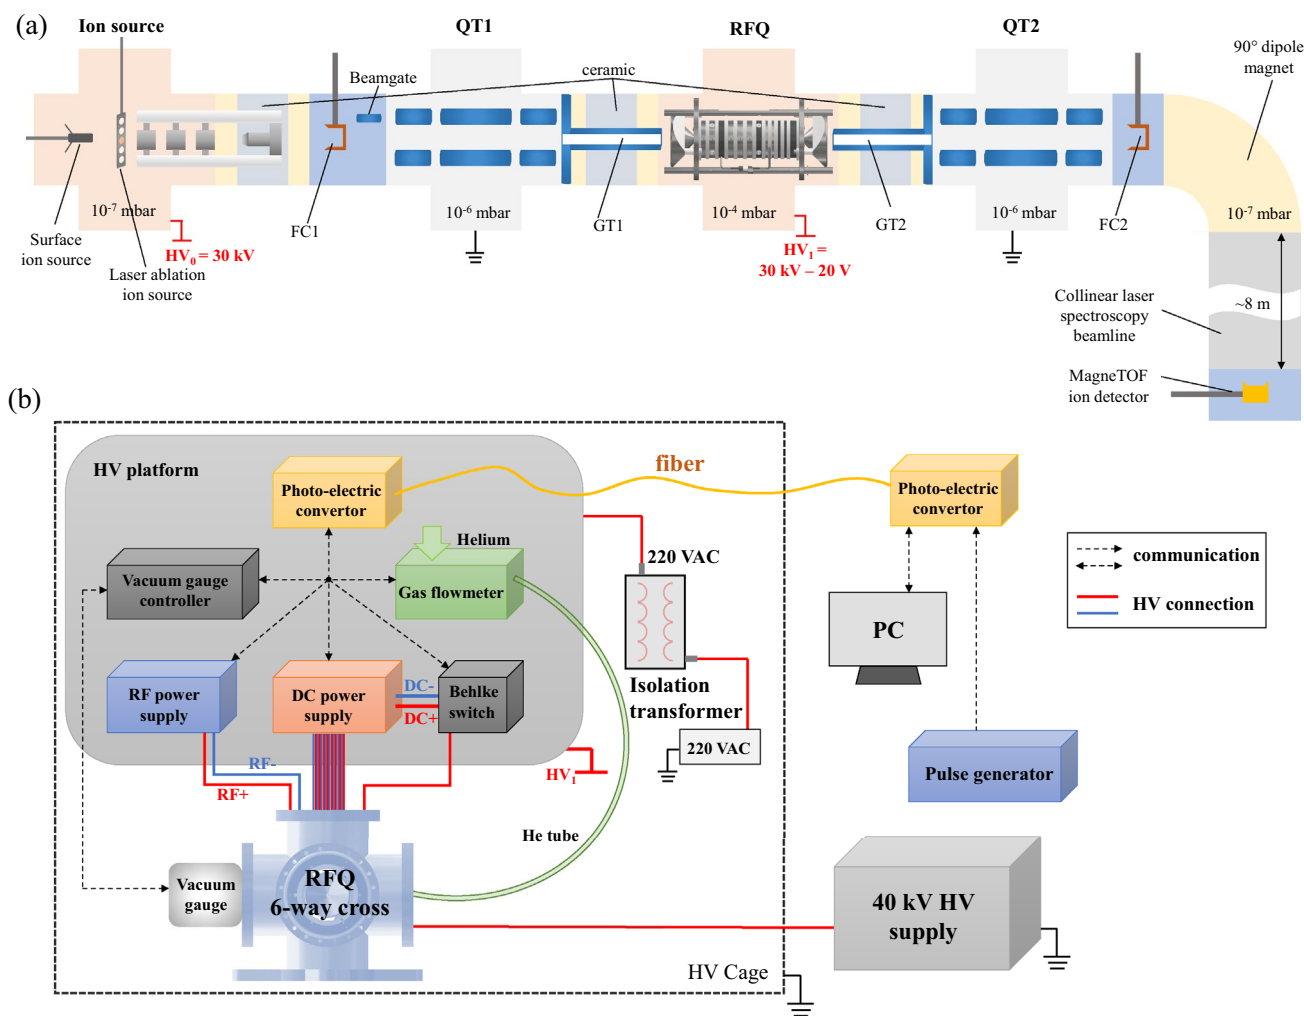 (a)
Ion source
QT1
RFQ
QT2
90° dipole
magnet
Beamgate
ceramic
10⁻⁷ mbar
10⁻⁶ mbar
10⁻⁴ mbar
10⁻⁶ mbar
10⁻⁷ mbar
FC1
GT1
GT2
FC2
Surface
ion source
HV₀ = 30 kV
Laser ablation
ion source
HV₁ =
30 kV – 20 V
Collinear laser
spectroscopy
beamline
~8 m
MagneTOF
ion detector
(b)
HV platform
Photo-electric
convertor
fiber
Photo-electric
convertor
Helium
Vacuum gauge
controller
Gas flowmeter
220 VAC
communication
HV connection
PC
RF power
supply
DC power
supply
DC-
DC+
Behlke
switch
Isolation
transformer
220 VAC
RF-
RF+
HV₁
Pulse generator
He tube
Vacuum
gauge
RFQ
6-way cross
40 kV HV
supply
HV Cage